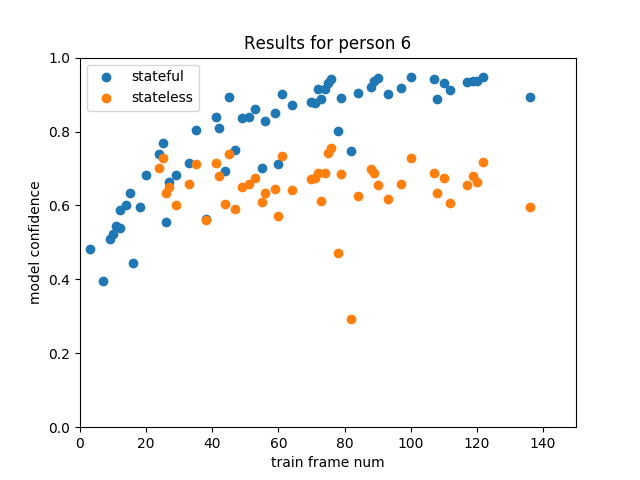 Results for person 6
stateful
stateless
model confidence
1.0
0.8
0.6
0.4
0.2
0.0
0 20 40 60 80 100 120 140
train frame num